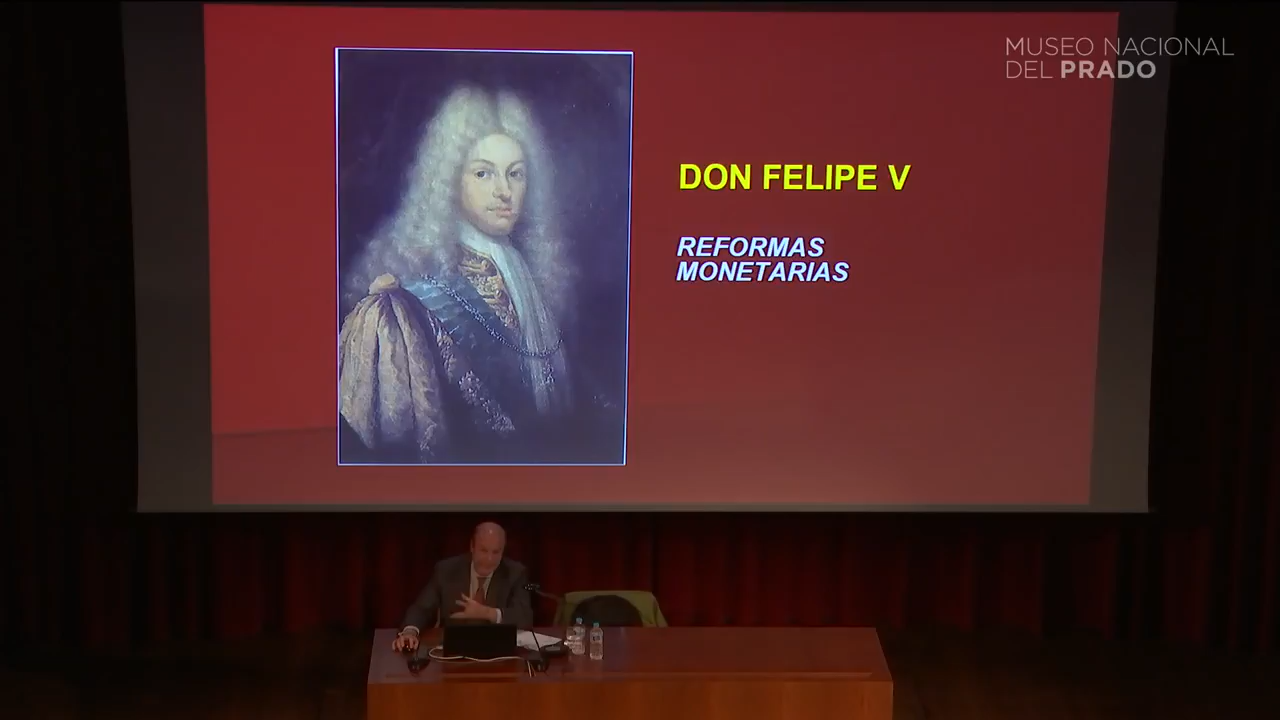 MUSEO NACIONAL
DEL PRADO
DON FELIPE V
REFORMAS
MONETARIAS